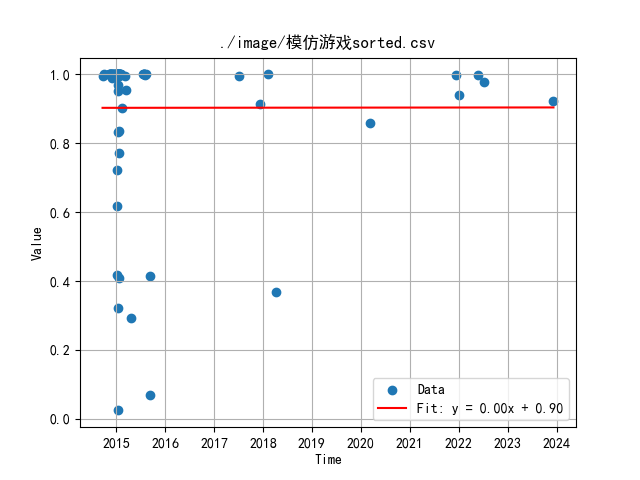 ./image/模仿游戏sorted.csv
1.0
0.8
0.6
0.4
0.2
0.0
Value
Data
Fit: y = 0.00x + 0.90
2015 2016 2017 2018 2019 2020 2021 2022 2023 2024
Time